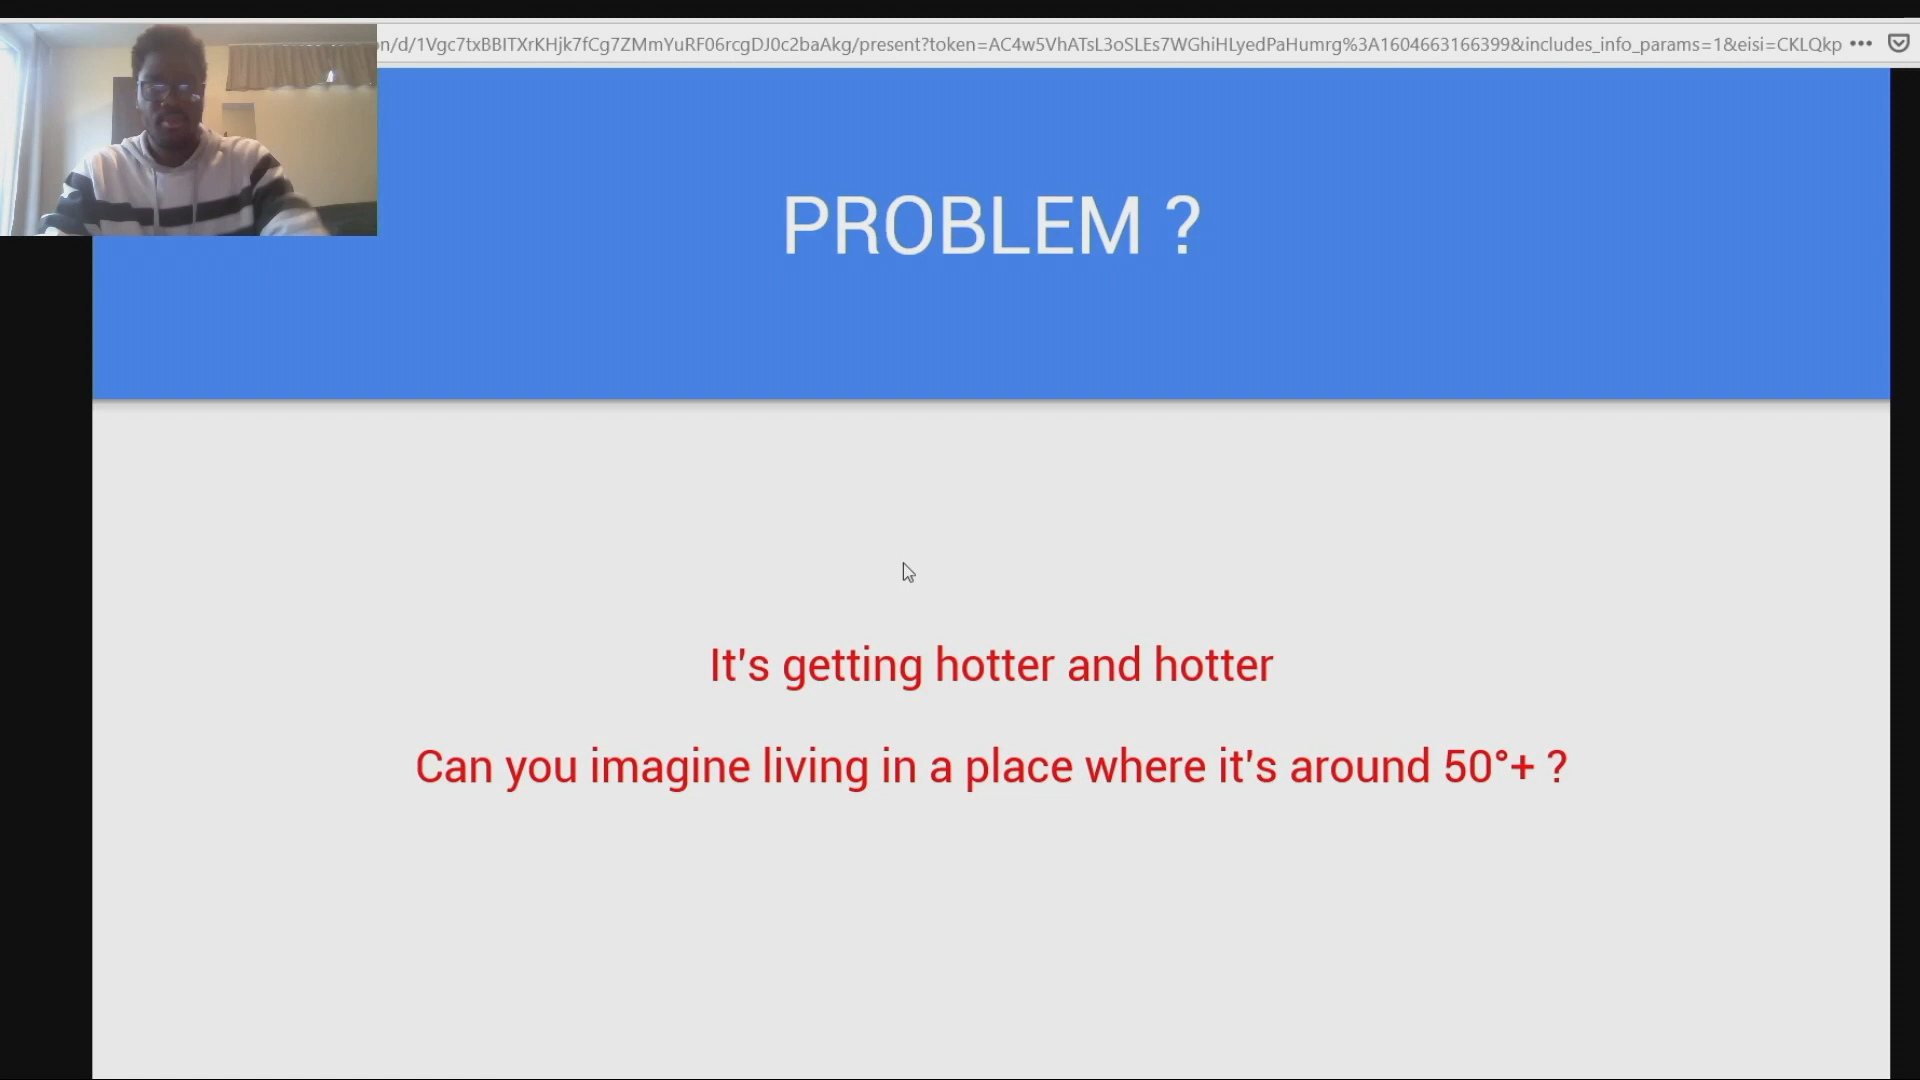 n/d/1Vgc7txBBITXrKHjk7fCg7ZMmYuRF06rcgDJ0c2baAkg/present?token=AC4w5VhATsL3oSLEs7WGhiHLyedPaHumrg%3A1604663166399&includes_info_params=1&eisi=CKLQkp
PROBLEM ?
It's getting hotter and hotter
Can you imagine living in a place where it's around 50°+ ?